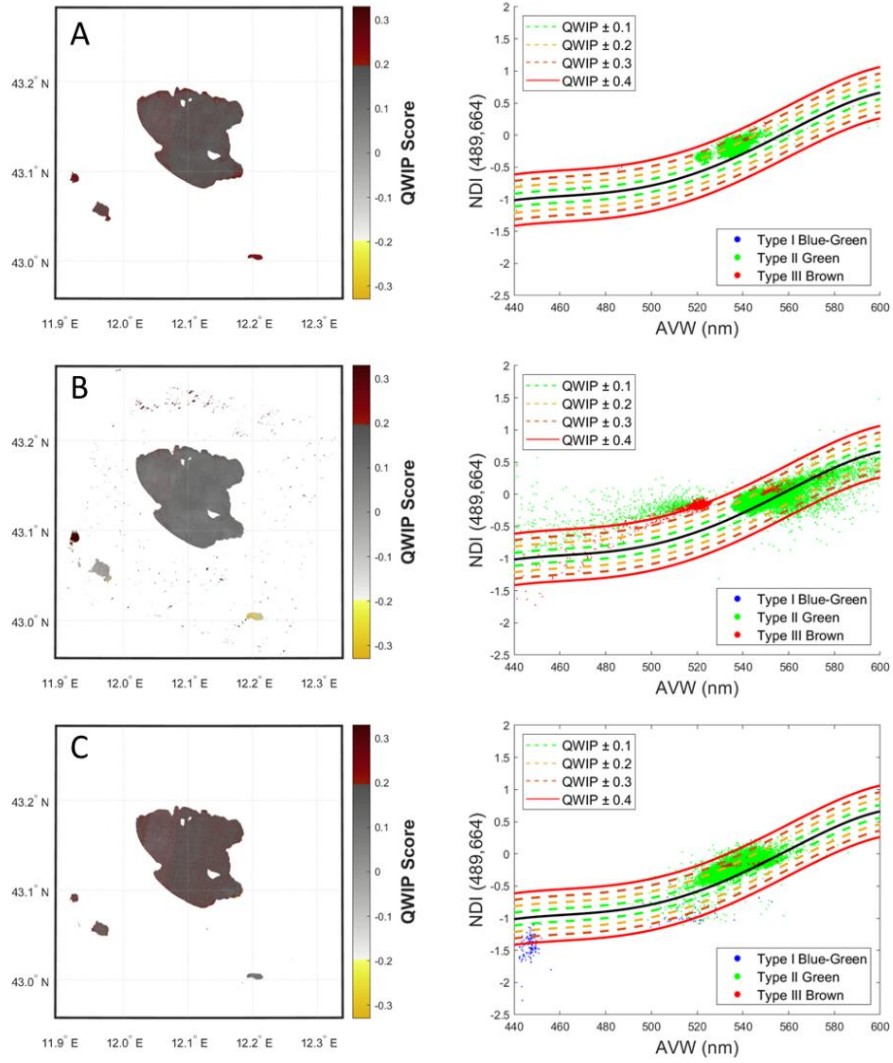 A
43.2° N
43.1° N
43.0° N
11.9° E 12.0° E 12.1° E 12.2° E 12.3° E
0.3
0.2
0.1
0
-0.1
-0.2
-0.3
QWIP Score
2
1.5
1
0.5
0
-0.5
-1
-1.5
-2
-2.5
NDI (489,664)
QWIP ± 0.1
QWIP ± 0.2
QWIP ± 0.3
QWIP ± 0.4
Type I Blue-Green
Type II Green
Type III Brown
440 460 480 500 520 540 560 580 600
AVW (nm)
B
43.2° N
43.1° N
43.0° N
11.9° E 12.0° E 12.1° E 12.2° E 12.3° E
0.3
0.2
0.1
0
-0.1
-0.2
-0.3
QWIP Score
2
1.5
1
0.5
0
-0.5
-1
-1.5
-2
-2.5
NDI (489,664)
QWIP ± 0.1
QWIP ± 0.2
QWIP ± 0.3
QWIP ± 0.4
Type I Blue-Green
Type II Green
Type III Brown
440 460 480 500 520 540 560 580 600
AVW (nm)
C
43.2° N
43.1° N
43.0° N
11.9° E 12.0° E 12.1° E 12.2° E 12.3° E
0.3
0.2
0.1
0
-0.1
-0.2
-0.3
QWIP Score
2
1.5
1
0.5
0
-0.5
-1
-1.5
-2
-2.5
NDI (489,664)
QWIP ± 0.1
QWIP ± 0.2
QWIP ± 0.3
QWIP ± 0.4
Type I Blue-Green
Type II Green
Type III Brown
440 460 480 500 520 540 560 580 600
AVW (nm)